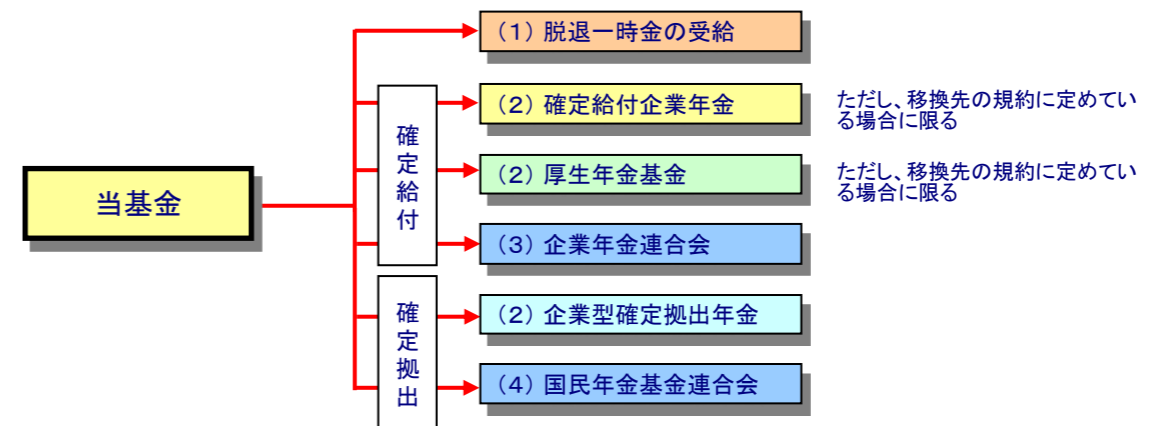 (1) 脱退一時金の受給
(2) 確定給付企業年金
ただし、移換先の規約に定めてい
る場合に限る
確定給付
(2) 厚生年金基金
ただし、移換先の規約に定めてい
る場合に限る
当基金
(3) 企業年金連合会
確定拠出
(2) 企業型確定拠出年金
(4) 国民年金基金連合会